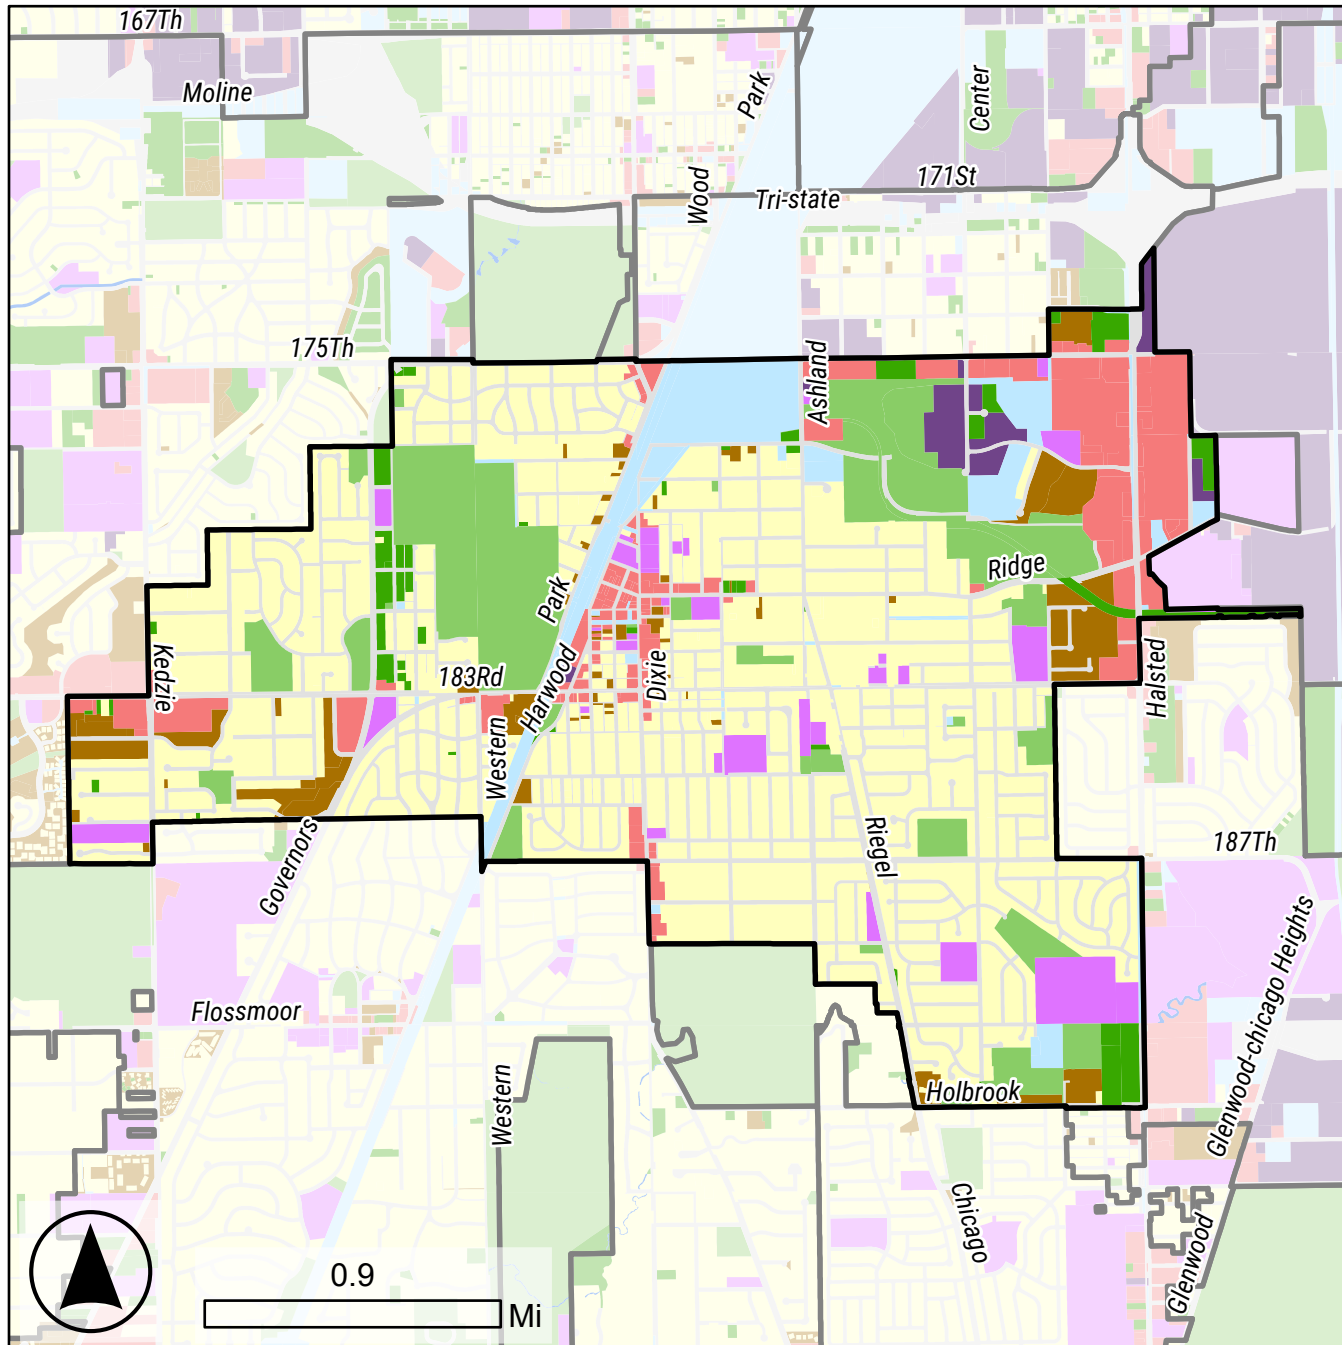 167Th
Moline
Park
Center
Wood
171St
Tri-state
175Th
Ashland
Ridge
Park
Kedzie
183Rd
Harwood
Dixie
Halsted
Western
Governors
Riegel
187Th
Flossmoor
Glenwood-chicago Heights
Western
Holbrook
Chicago
Glenwood
0.9
Mi